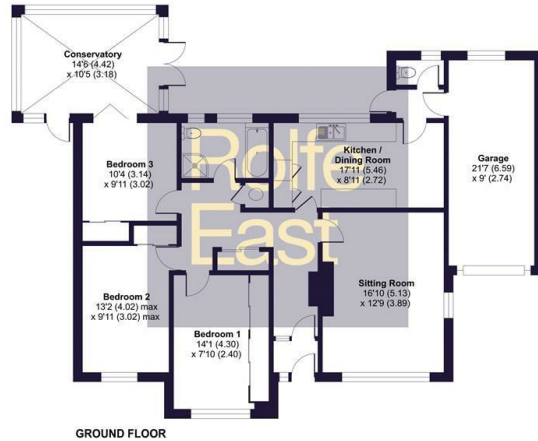 Conservatory
14'6 (4.42)
x 10'5 (3.18)
Bedroom 3
10'4 (3.14)
x 9'11 (3.02)
Kitchen /
Dining Room
17'11 (5.46)
x 8'11 (2.72)
Garage
21'7 (6.59)
x 9' (2.74)
Rolfe
East
Bedroom 2
13'2 (4.02) max
x 9'11 (3.02) max
Bedroom 1
14'1 (4.30)
x 7'10 (2.40)
Sitting Room
16'10 (5.13)
x 12'9 (3.89)
GROUND FLOOR